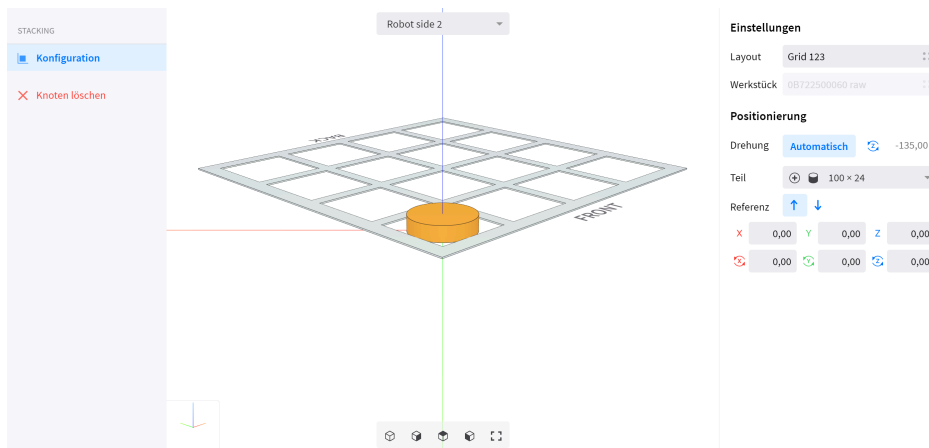 STACKING
Konfiguration
Knoten löschen
Robot side 2
BACK
FRONT
Einstellungen
Layout Grid 123
Werkstück 0B722500060 raw
Positionierung
Drehung Automatisch Z -135,00
Teil 100 × 24
Referenz
X 0,00 Y 0,00 Z 0,00
X 0,00 Y 0,00 Z 0,00